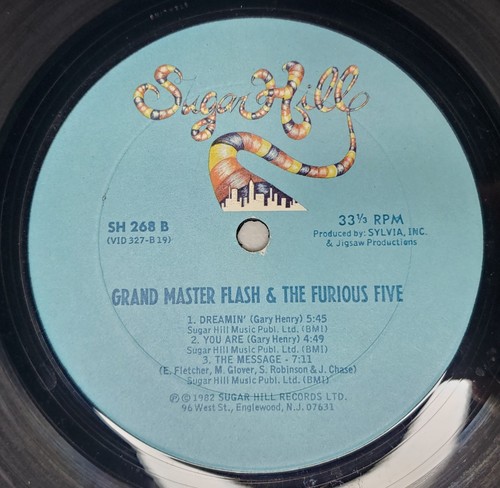 Sugar Hill
SH 268 B
(VID 327-B 19)
33⅓ RPM
Produced by: SYLVIA, INC.
& Jigsaw Productions
GRAND MASTER FLASH & THE FURIOUS FIVE
1. DREAMIN' (Gary Henry) 5:45
Sugar Hill Music Publ. Ltd. (BMI)
2. YOU ARE (Gary Henry) 4:49
Sugar Hill Music Publ. Ltd. (BMI)
3. THE MESSAGE - 7:11
(E. Fletcher, M. Glover, S. Robinson & J. Chase)
Sugar Hill Music Publ. Ltd. (BMI)
℗ © 1982 SUGAR HILL RECORDS LTD.
96 West St., Englewood, N.J. 07631